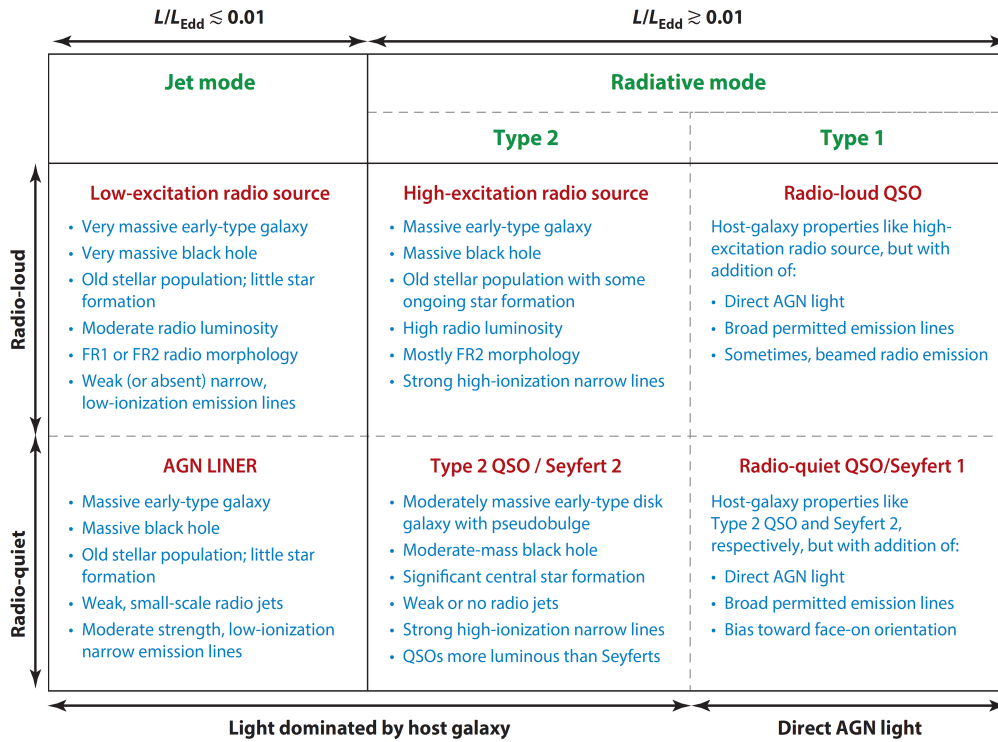 L/LEdd ≲ 0.01
L/LEdd ≳ 0.01
Jet mode
Radiative mode
Type 2
Type 1
Radio-loud
Low-excitation radio source
• Very massive early-type galaxy
• Very massive black hole
• Old stellar population; little star
formation
• Moderate radio luminosity
• FR1 or FR2 radio morphology
• Weak (or absent) narrow,
low-ionization emission lines
High-excitation radio source
• Massive early-type galaxy
• Massive black hole
• Old stellar population with some
ongoing star formation
• High radio luminosity
• Mostly FR2 morphology
• Strong high-ionization narrow lines
Radio-loud QSO
Host-galaxy properties like high-
excitation radio source, but with
addition of:
• Direct AGN light
• Broad permitted emission lines
• Sometimes, beamed radio emission
Radio-quiet
AGN LINER
• Massive early-type galaxy
• Massive black hole
• Old stellar population; little star
formation
• Weak, small-scale radio jets
• Moderate strength, low-ionization
narrow emission lines
Type 2 QSO / Seyfert 2
• Moderately massive early-type disk
galaxy with pseudobulge
• Moderate-mass black hole
• Significant central star formation
• Weak or no radio jets
• Strong high-ionization narrow lines
• QSOs more luminous than Seyferts
Radio-quiet QSO/Seyfert 1
Host-galaxy properties like
Type 2 QSO and Seyfert 2,
respectively, but with addition of:
• Direct AGN light
• Broad permitted emission lines
• Bias toward face-on orientation
Light dominated by host galaxy
Direct AGN light